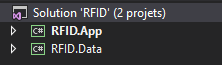 Solution 'RFID' (2 projets)
C# RFID.App
C# RFID.Data